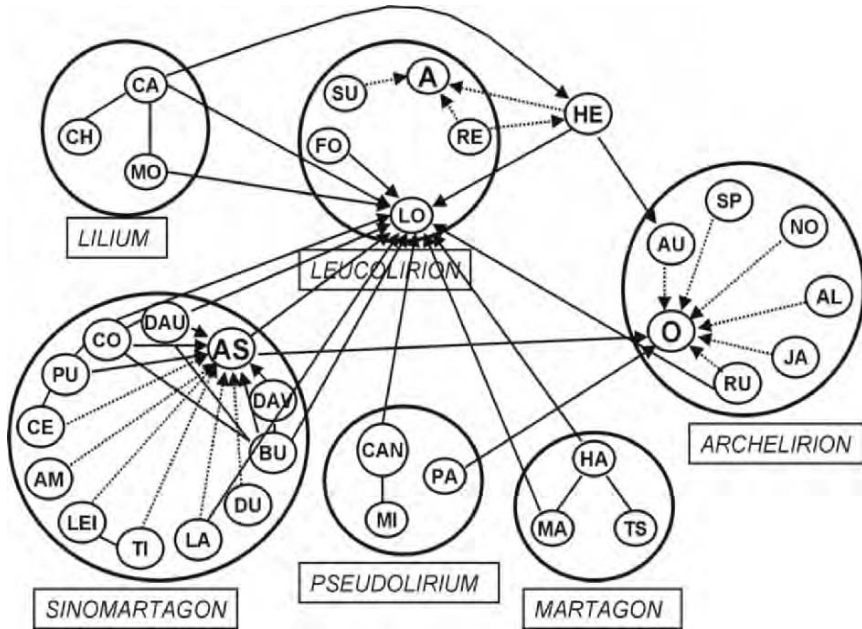 CA
CH
MO
LILIUM
SU
A
RE
FO
LO
LEUCOLIRION
HE
SP
NO
AU
AL
O
JA
RU
ARCHELIRION
DAU
CO
AS
PU
DAV
CE
BU
AM
DU
LEI
LA
TI
SINOMARTAGON
CAN
PA
MI
PSEUDOLIRIUM
HA
MA
TS
MARTAGON